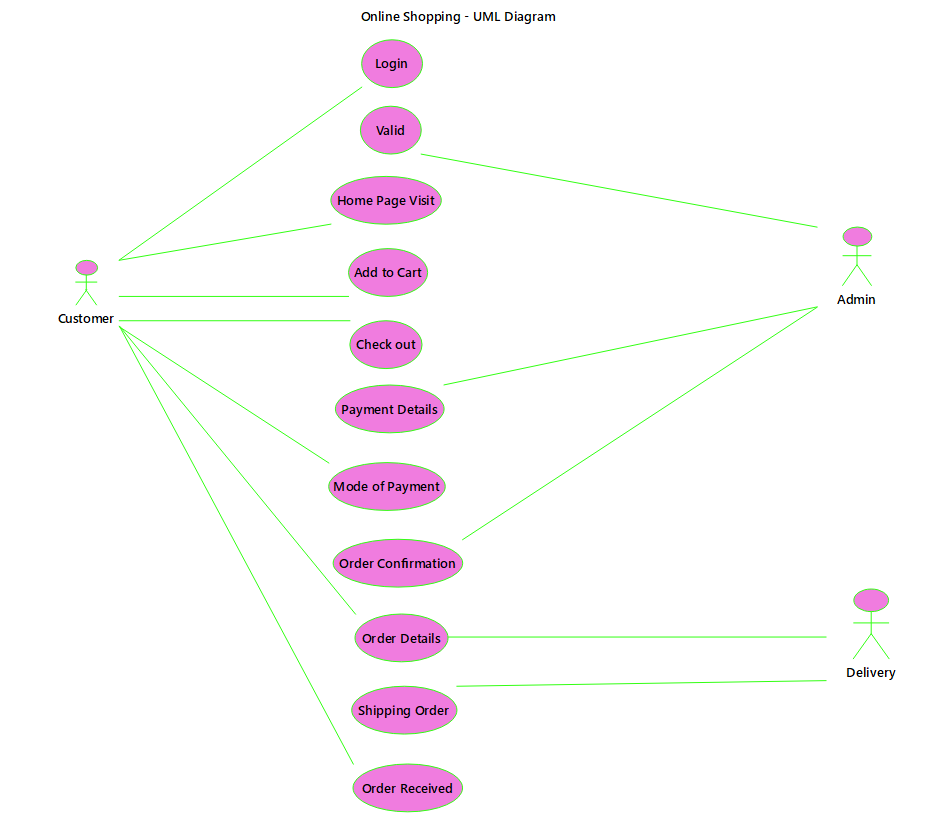 Online Shopping - UML Diagram
Login
Valid
Home Page Visit
Add to Cart
Customer
Admin
Check out
Payment Details
Mode of Payment
Order Confirmation
Order Details
Delivery
Shipping Order
Order Received